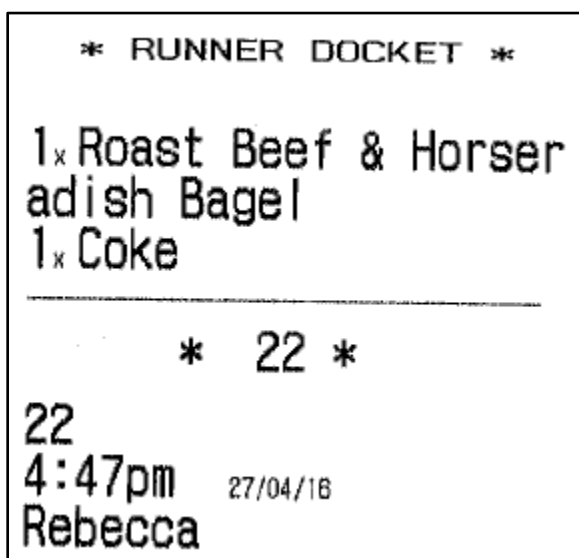 * RUNNER DOCKET *
1x Roast Beef & Horser
adish Bagel
1x Coke
* 22 *
22
4:47pm 27/04/16
Rebecca